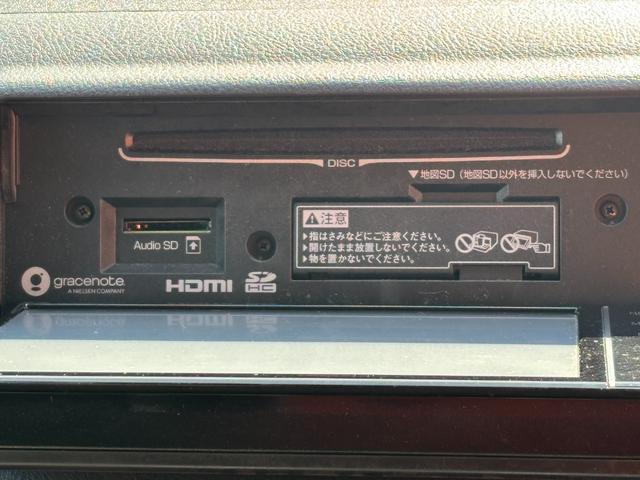 DISC
▼地図SD（地図SD以外を挿入しないでください）
⚠注意
▶指はさみなどにご注意ください。
▶開けたまま放置しないでください。
▶物を置かないでください。
Audio SD
gracenote.
A NIELSEN COMPANY
HDMI
SD
HC